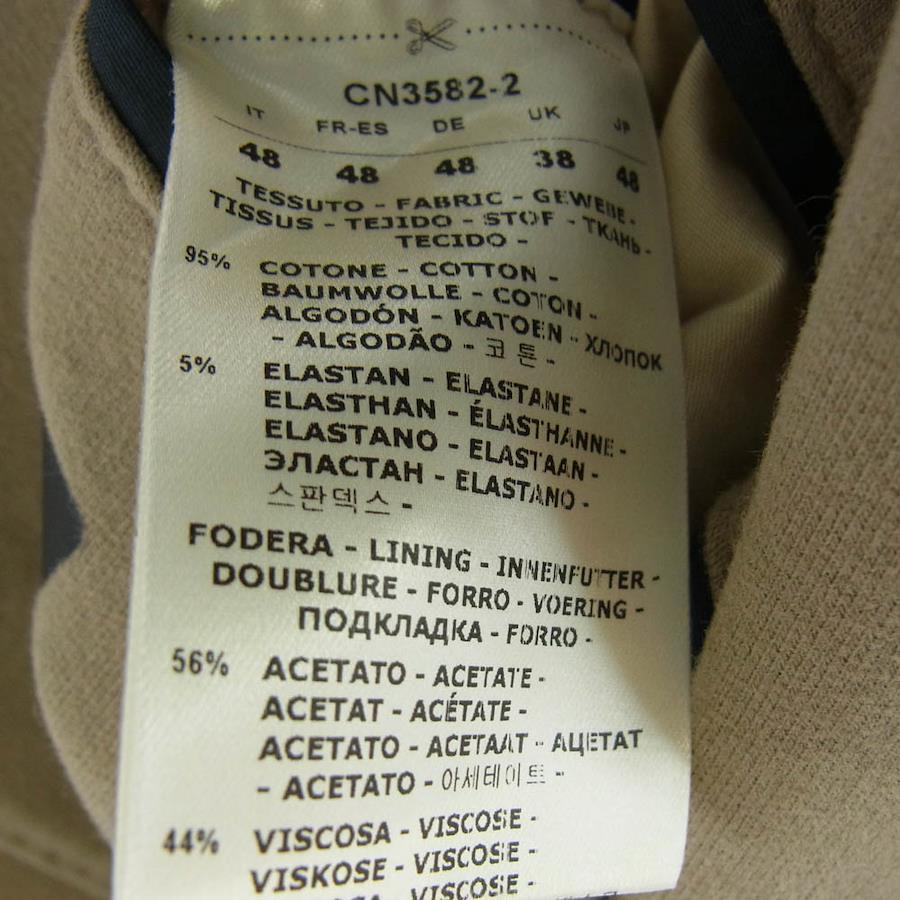 CN3582-2
IT FR-ES DE UK JP
48 48 48 38 48
TESSUTO - FABRIC - GEWEBE -
TISSUS - TEJIDO - STOF - ТКАНЬ -
TECIDO -
95% COTONE - COTTON -
BAUMWOLLE - COTON -
ALGODÓN - KATOEN - ХЛОПОК
- ALGODÃO - 코튼 -
5% ELASTAN - ELASTANE -
ELASTHAN - ÉLASTHANNE -
ELASTANO - ELASTAAN -
ЭЛАСТАН - ELASTANO -
스판덱스 -
FODERA - LINING - INNENFUTTER -
DOUBLURE - FORRO - VOERING -
ПОДКЛАДКА - FORRO -
56% ACETATO - ACETATE -
ACETAT - ACÉTATE -
ACETATO - ACETAAT - АЦЕТАТ
- ACETATO - 아세테이트 -
44% VISCOSA - VISCOSE -
VISKOSE - VISCOSE -
VISCOSE -